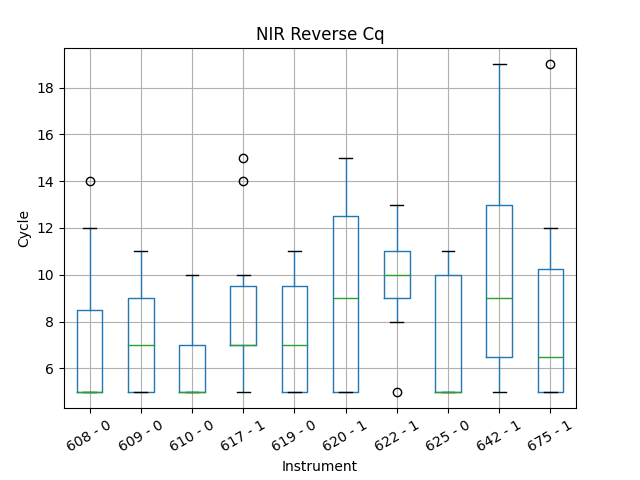 NIR Reverse Cq
Cycle
18
16
14
12
10
8
6
608 - 0
609 - 0
610 - 0
617 - 1
619 - 0
620 - 1
622 - 1
625 - 0
642 - 1
675 - 1
Instrument